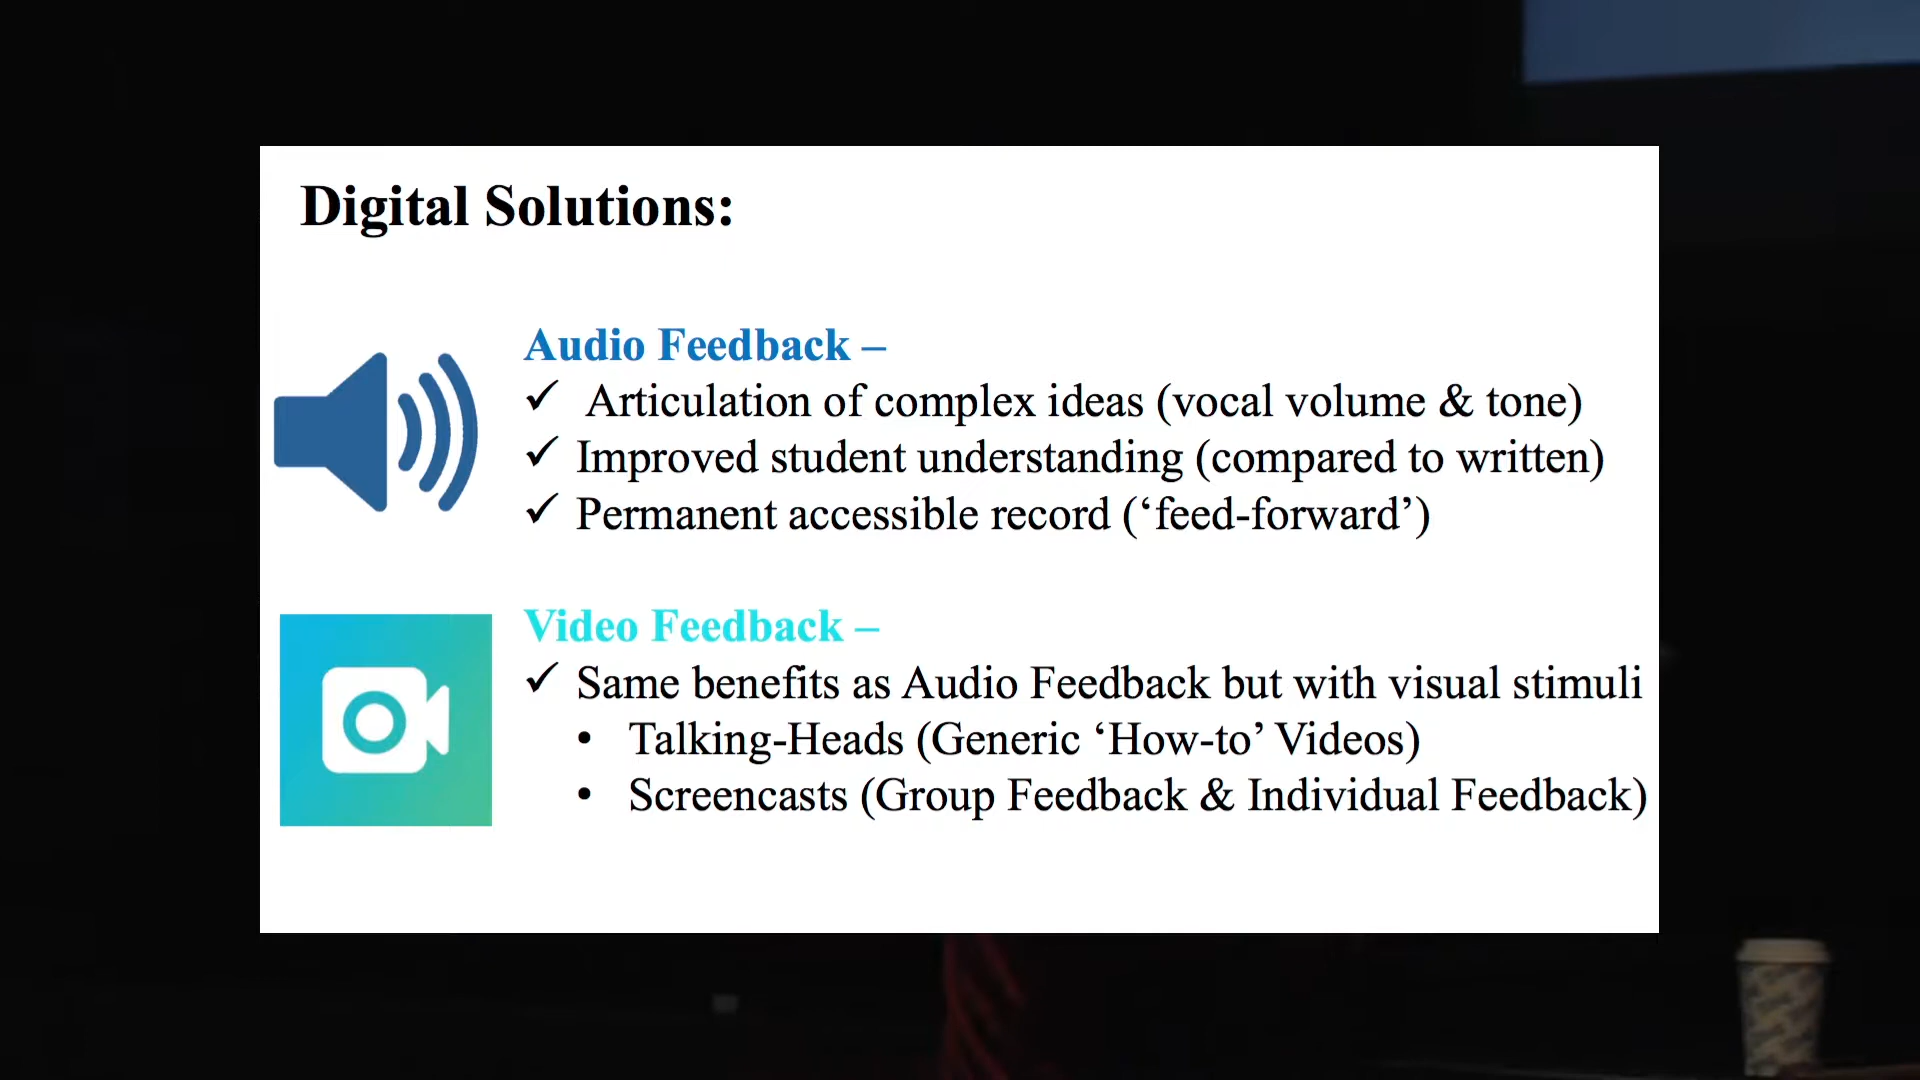 Digital Solutions:
Audio Feedback –
✓ Articulation of complex ideas (vocal volume & tone)
✓ Improved student understanding (compared to written)
✓ Permanent accessible record (‘feed-forward’)
Video Feedback –
✓ Same benefits as Audio Feedback but with visual stimuli
• Talking-Heads (Generic ‘How-to’ Videos)
• Screencasts (Group Feedback & Individual Feedback)